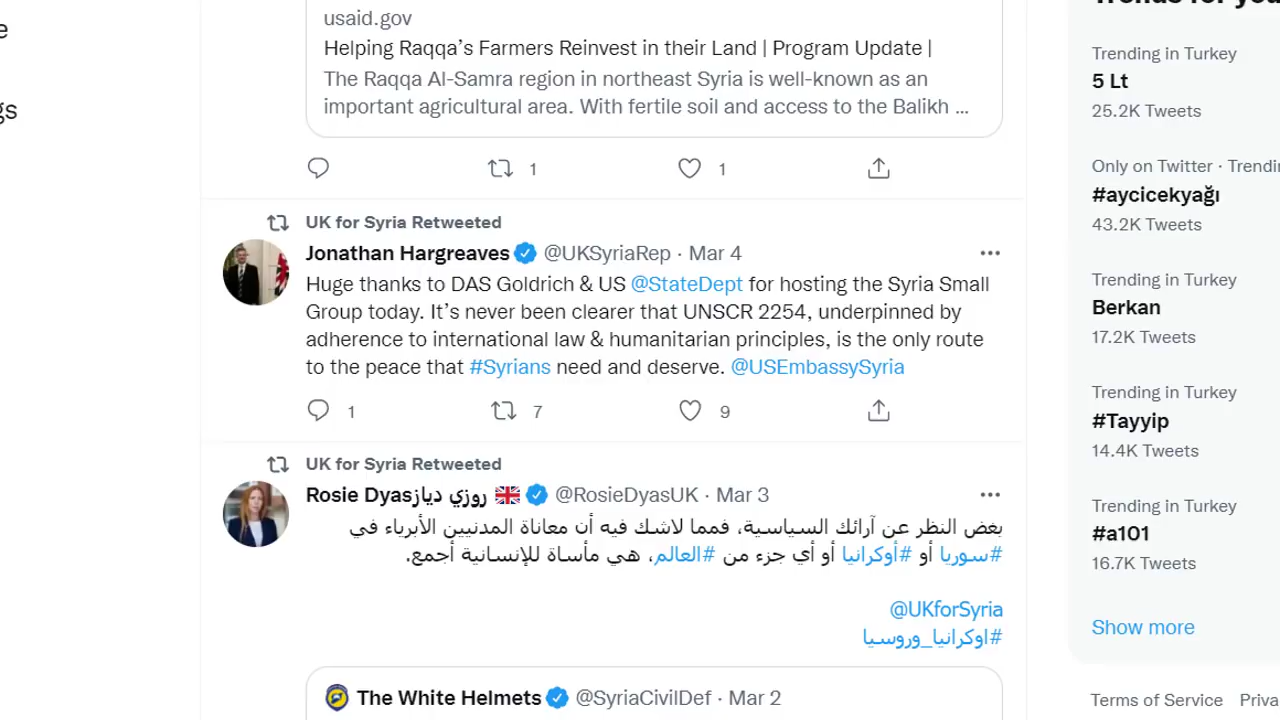 usaid.gov
Helping Raqqa's Farmers Reinvest in their Land | Program Update |
The Raqqa Al-Samra region in northeast Syria is well-known as an
important agricultural area. With fertile soil and access to the Balikh ...
1
1
UK for Syria Retweeted
Jonathan Hargreaves @UKSyriaRep · Mar 4
Huge thanks to DAS Goldrich & US @StateDept for hosting the Syria Small
Group today. It's never been clearer that UNSCR 2254, underpinned by
adherence to international law & humanitarian principles, is the only route
to the peace that #Syrians need and deserve. @USEmbassySyria
1
7
9
UK for Syria Retweeted
Rosie Dyasروزي دياز @RosieDyasUK · Mar 3
بغض النظر عن آرائك السياسية، فمما لاشك فيه أن معاناة المدنيين الأبرياء في
#سوريا أو #أوكرانيا أو أي جزء من #العالم، هي مأساة للإنسانية أجمع.
@UKforSyria
#اوكرانيا_وروسيا
The White Helmets @SyriaCivilDef · Mar 2
Trends for you
Trending in Turkey
5 Lt
25.2K Tweets
Only on Twitter · Trendi
#aycicekyağı
43.2K Tweets
Trending in Turkey
Berkan
17.2K Tweets
Trending in Turkey
#Tayyip
14.4K Tweets
Trending in Turkey
#a101
16.7K Tweets
Show more
Terms of Service Priva